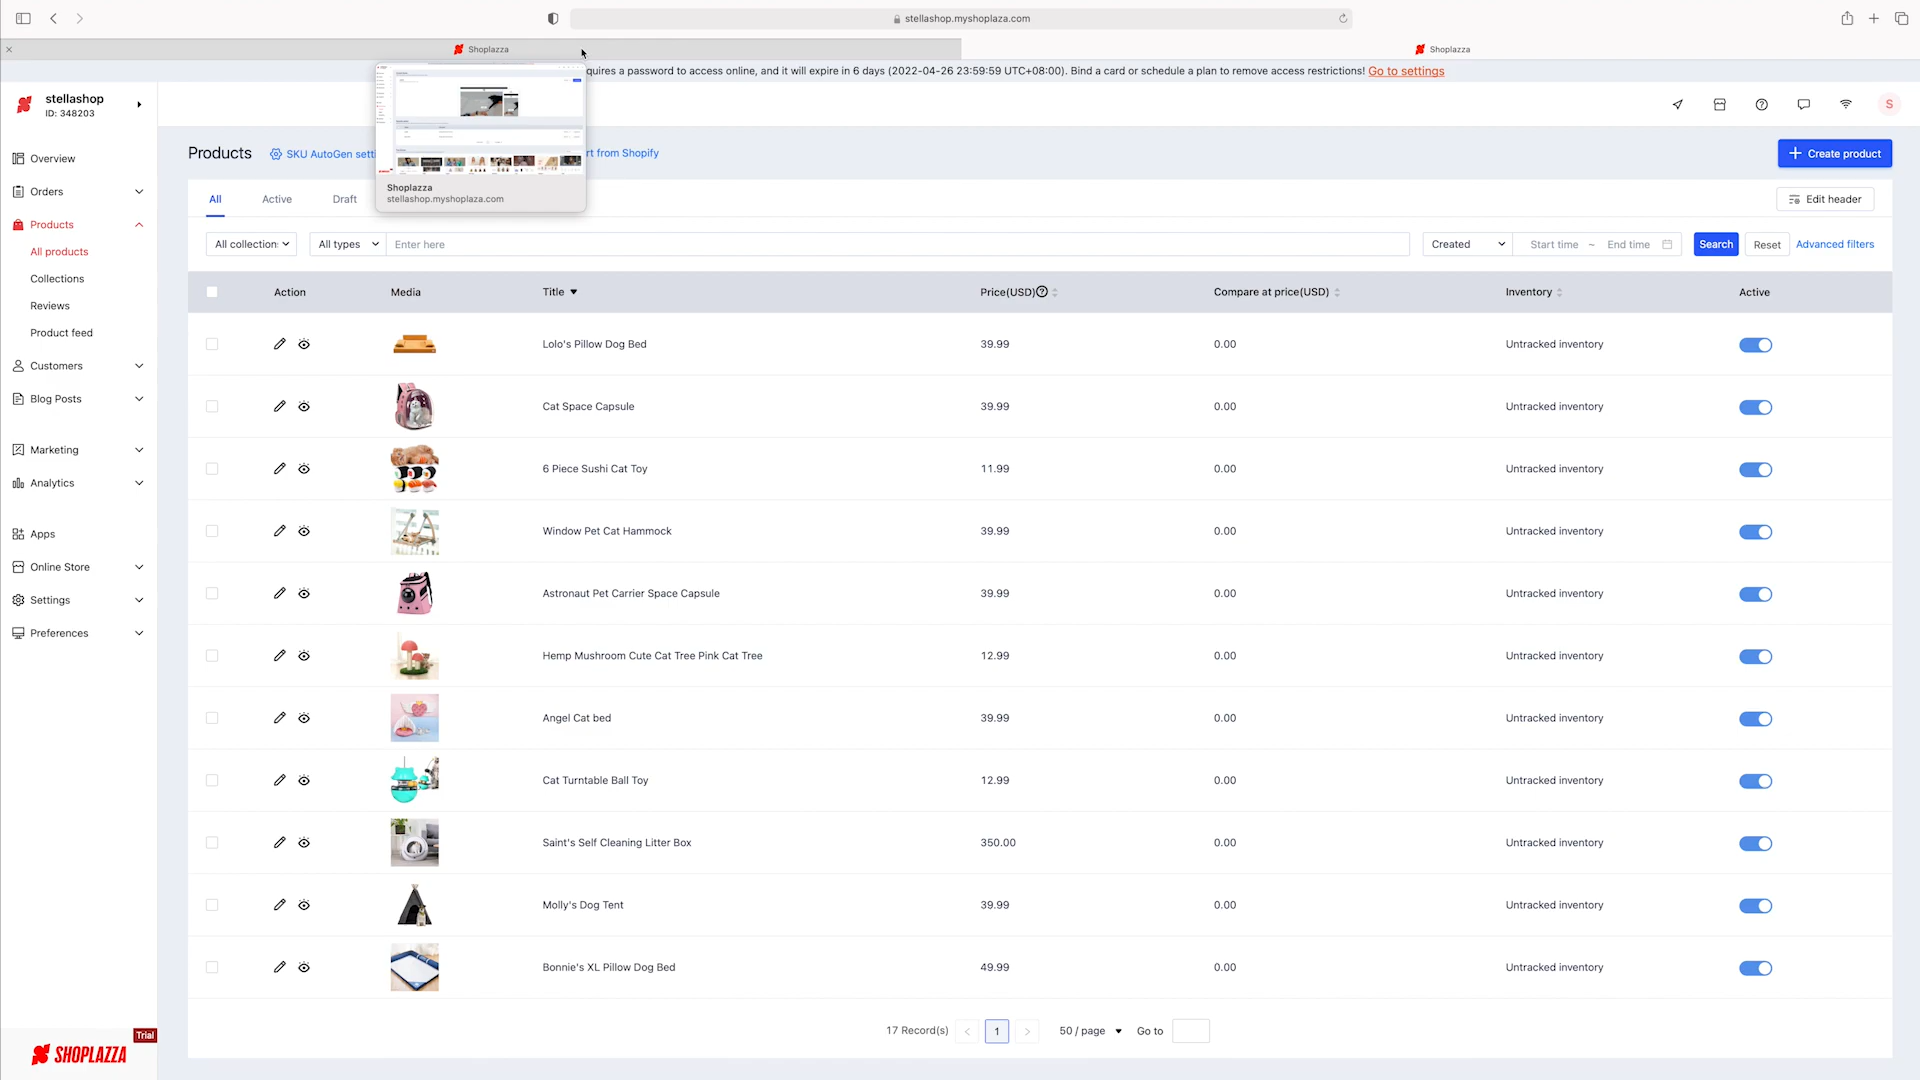 stellashop.myshoplaza.com
Shoplazza
Shoplazza
quires a password to access online, and it will expire in 6 days (2022-04-26 23:59:59 UTC+08:00). Bind a card or schedule a plan to remove access restrictions! Go to settings
stellashop
ID: 348203
S
Overview
Orders
Products
All products
Collections
Reviews
Product feed
Customers
Blog Posts
Marketing
Analytics
Apps
Online Store
Settings
Preferences
Trial
SHOPLAZZA
Products
SKU AutoGen setti
rt from Shopify
Create product
Shoplazza
stellashop.myshoplaza.com
All Active Draft
Edit header
All collection: All types Enter here Created Start time ~ End time Search Reset Advanced filters
Action Media Title Price(USD) Compare at price(USD) Inventory Active
Lolo's Pillow Dog Bed 39.99 0.00 Untracked inventory
Cat Space Capsule 39.99 0.00 Untracked inventory
6 Piece Sushi Cat Toy 11.99 0.00 Untracked inventory
Window Pet Cat Hammock 39.99 0.00 Untracked inventory
Astronaut Pet Carrier Space Capsule 39.99 0.00 Untracked inventory
Hemp Mushroom Cute Cat Tree Pink Cat Tree 12.99 0.00 Untracked inventory
Angel Cat bed 39.99 0.00 Untracked inventory
Cat Turntable Ball Toy 12.99 0.00 Untracked inventory
Saint's Self Cleaning Litter Box 350.00 0.00 Untracked inventory
Molly's Dog Tent 39.99 0.00 Untracked inventory
Bonnie's XL Pillow Dog Bed 49.99 0.00 Untracked inventory
17 Record(s) < 1 > 50 / page Go to